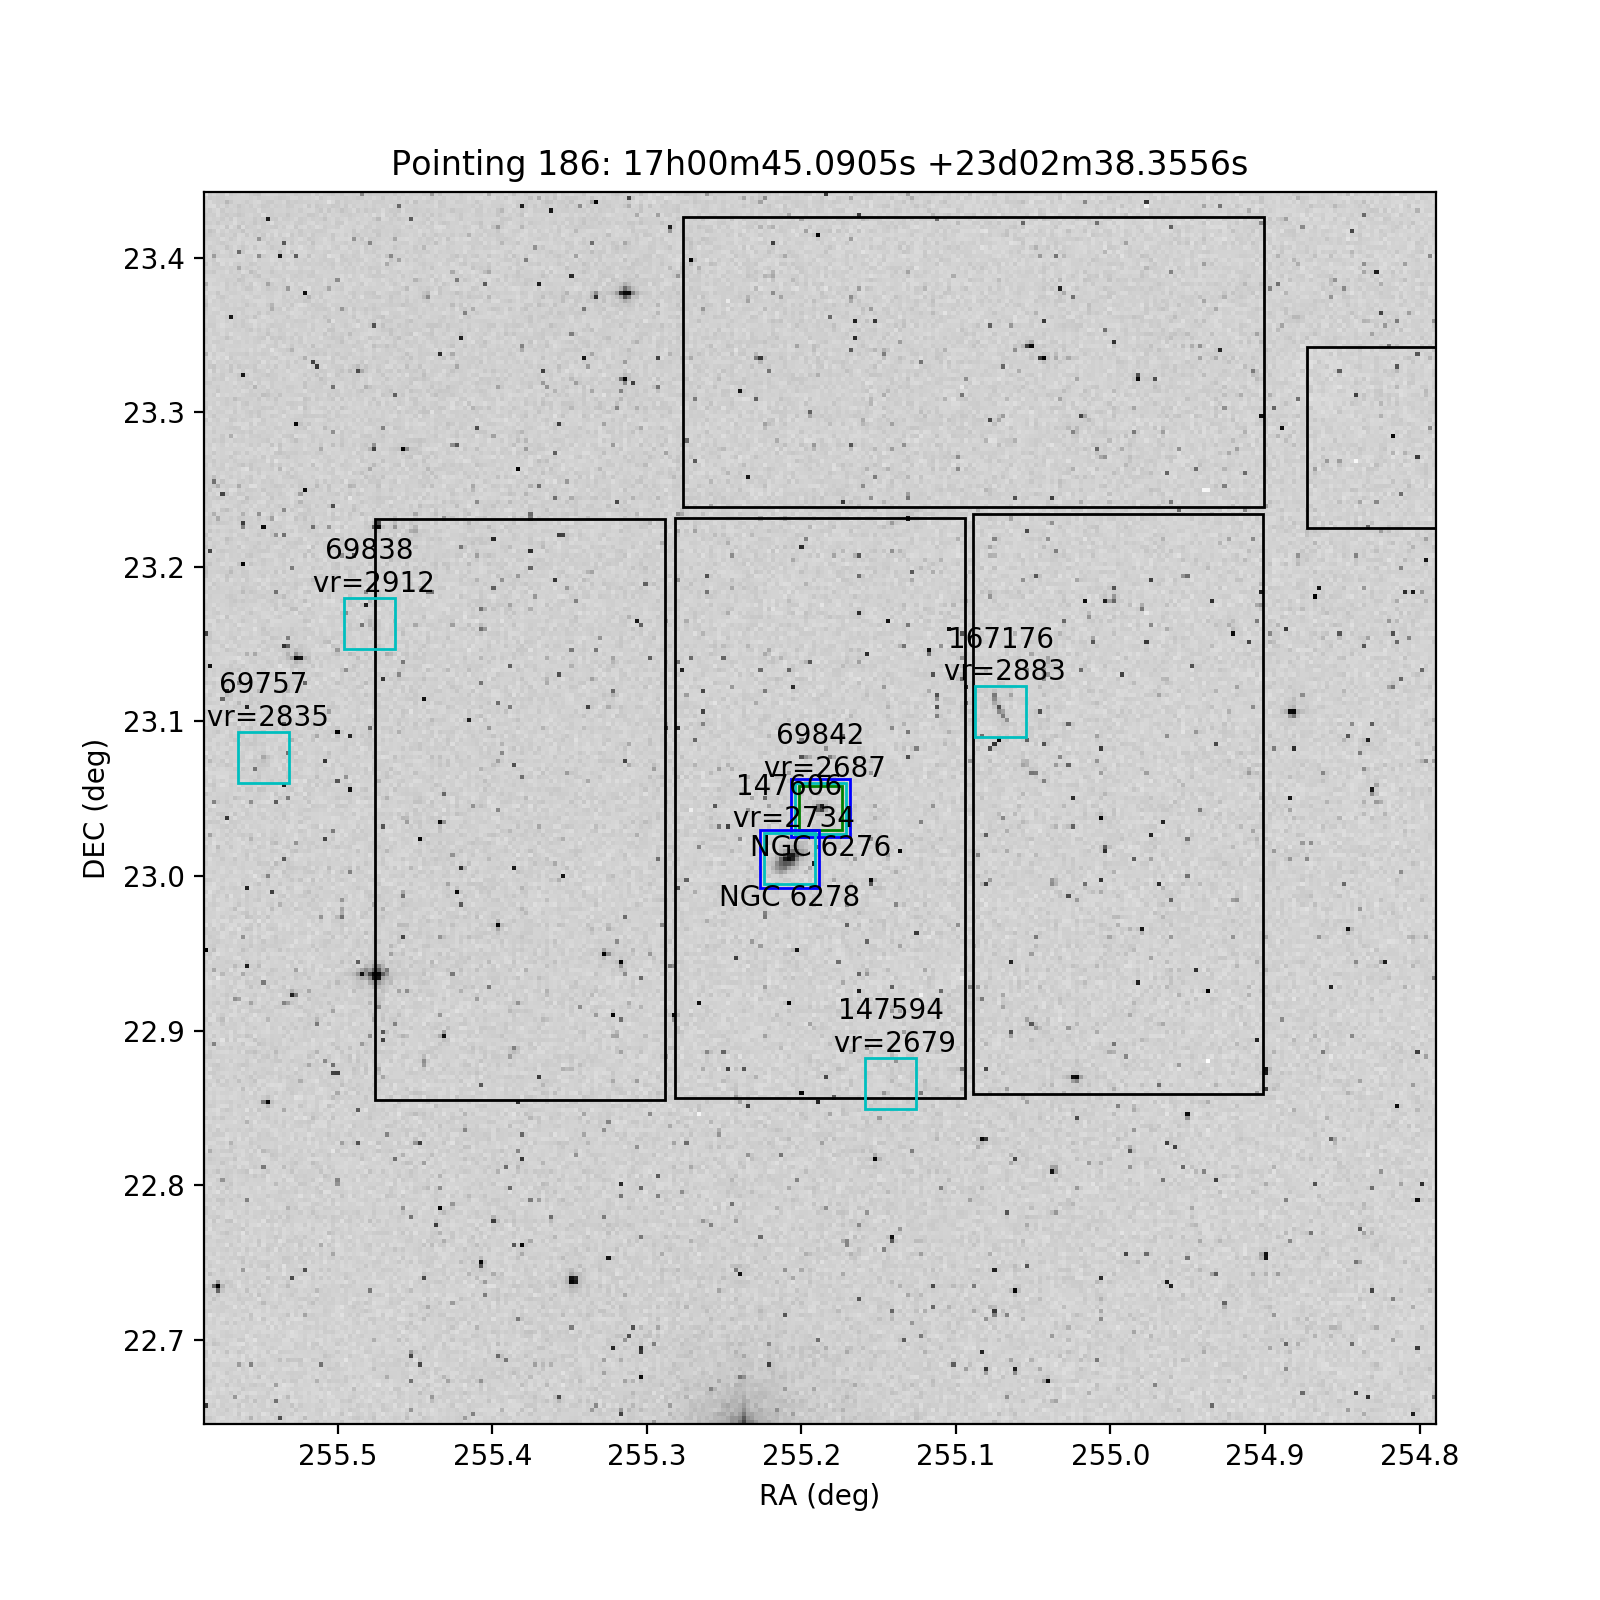 Pointing 186: 17h00m45.0905s +23d02m38.3556s
23.4
23.3
23.2
23.1
23.0
22.9
22.8
22.7
DEC (deg)
69838
vr=2912
69757
vr=2835
167176
vr=2883
69842
vr=2687
147606
vr=2734
NGC 6276
NGC 6278
147594
vr=2679
255.5 255.4 255.3 255.2 255.1 255.0 254.9 254.8
RA (deg)